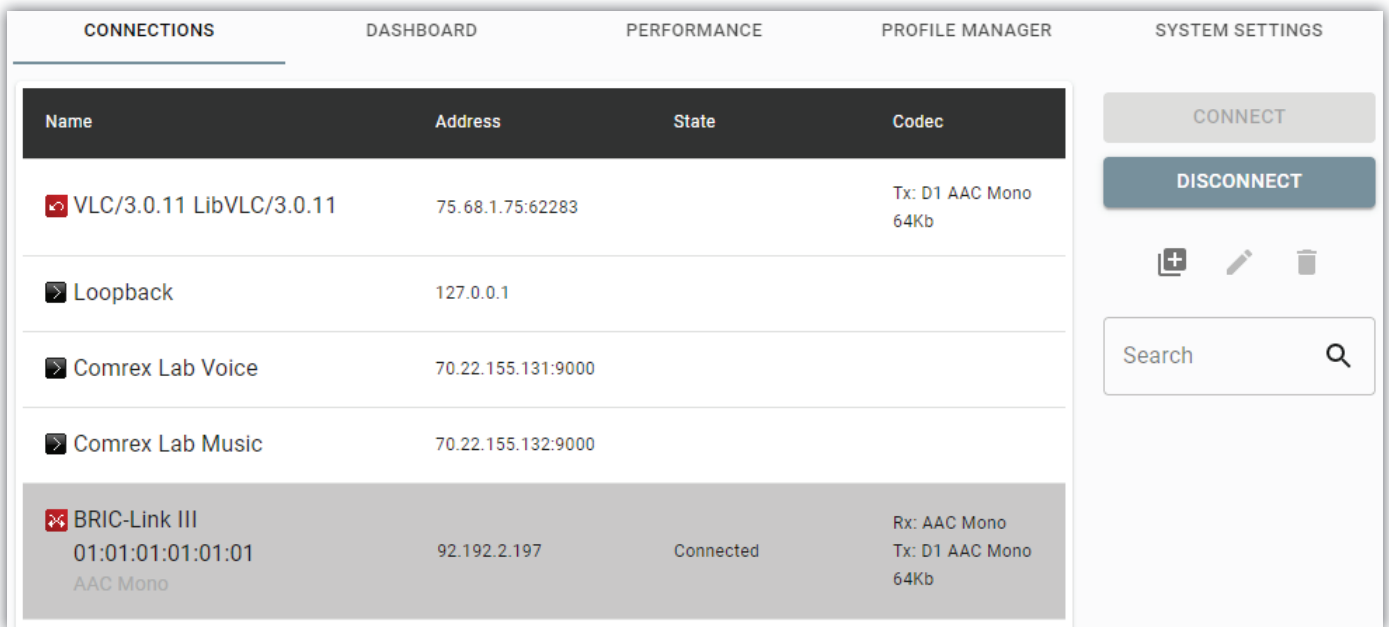 CONNECTIONS DASHBOARD PERFORMANCE PROFILE MANAGER SYSTEM SETTINGS
Name Address State Codec
VLC/3.0.11 LibVLC/3.0.11 75.68.1.75:62283 Tx: D1 AAC Mono
64Kb
Loopback 127.0.0.1
Comrex Lab Voice 70.22.155.131:9000
Comrex Lab Music 70.22.155.132:9000
BRIC-Link III
01:01:01:01:01:01
AAC Mono
92.192.2.197 Connected
Rx: AAC Mono
Tx: D1 AAC Mono
64Kb
CONNECT
DISCONNECT
Search